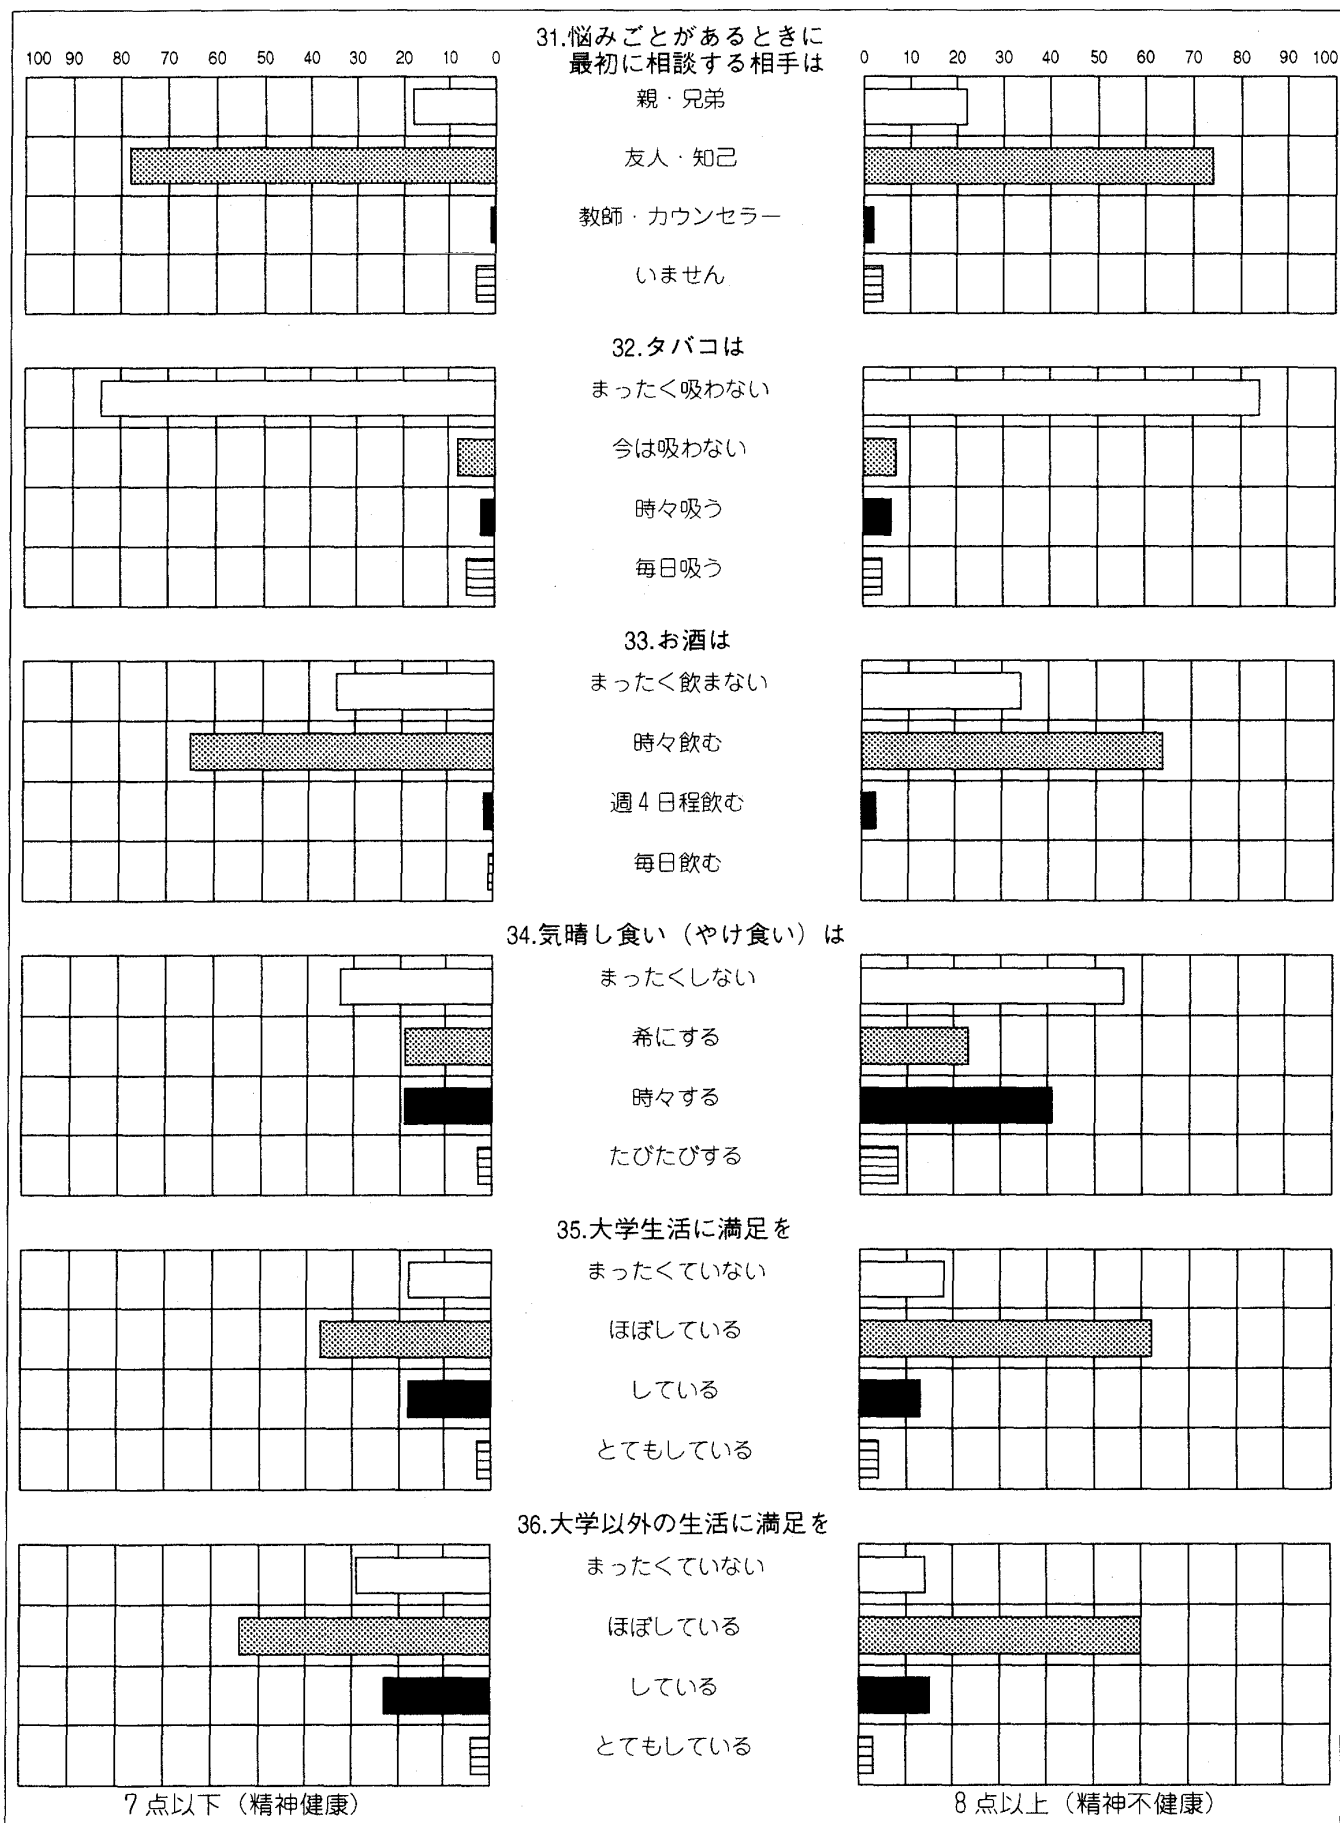 31.悩みごとがあるときに
最初に相談する相手は
100 90 80 70 60 50 40 30 20 10 0
0 10 20 30 40 50 60 70 80 90 100
親・兄弟
友人・知己
教師・カウンセラー
いません
32.タバコは
まったく吸わない
今は吸わない
時々吸う
毎日吸う
33.お酒は
まったく飲まない
時々飲む
週4日程飲む
毎日飲む
34.気晴し食い（やけ食い）は
まったくしない
希にする
時々する
たびたびする
35.大学生活に満足を
まったくていない
ほぼしている
している
とてもしている
36.大学以外の生活に満足を
まったくていない
ほぼしている
している
とてもしている
7点以下（精神健康）
8点以上（精神不健康）